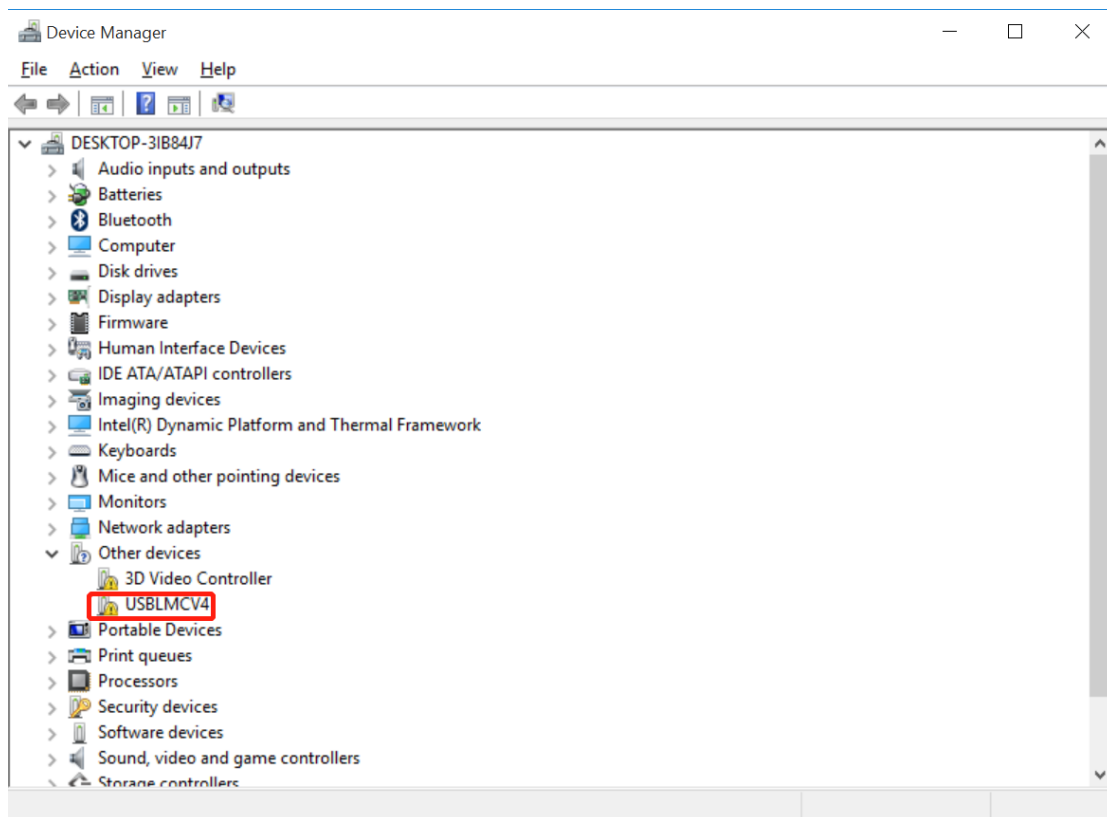 Device Manager
File Action View Help
DESKTOP-3IB84J7
Audio inputs and outputs
Batteries
Bluetooth
Computer
Disk drives
Display adapters
Firmware
Human Interface Devices
IDE ATA/ATAPI controllers
Imaging devices
Intel(R) Dynamic Platform and Thermal Framework
Keyboards
Mice and other pointing devices
Monitors
Network adapters
Other devices
3D Video Controller
USBLMCV4
Portable Devices
Print queues
Processors
Security devices
Software devices
Sound, video and game controllers
Storage controllers